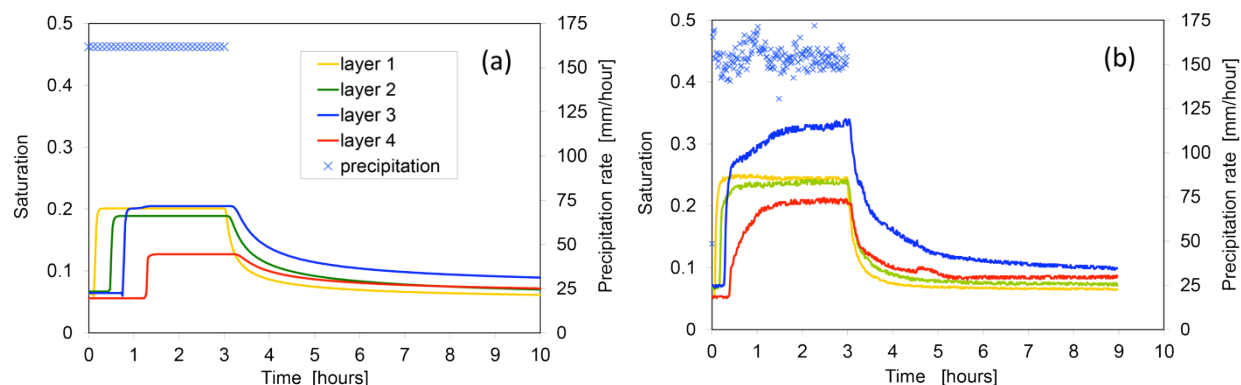 (a)
Saturation
0.5
0.4
0.3
0.2
0.1
0
layer 1
layer 2
layer 3
layer 4
precipitation
175
150
125
100
75
50
25
0
Precipitation rate [mm/hour]
0 1 2 3 4 5 6 7 8 9 10
Time [hours]
(b)
Saturation
0.5
0.4
0.3
0.2
0.1
0
175
150
125
100
75
50
25
0
Precipitation rate [mm/hour]
0 1 2 3 4 5 6 7 8 9 10
Time [hours]